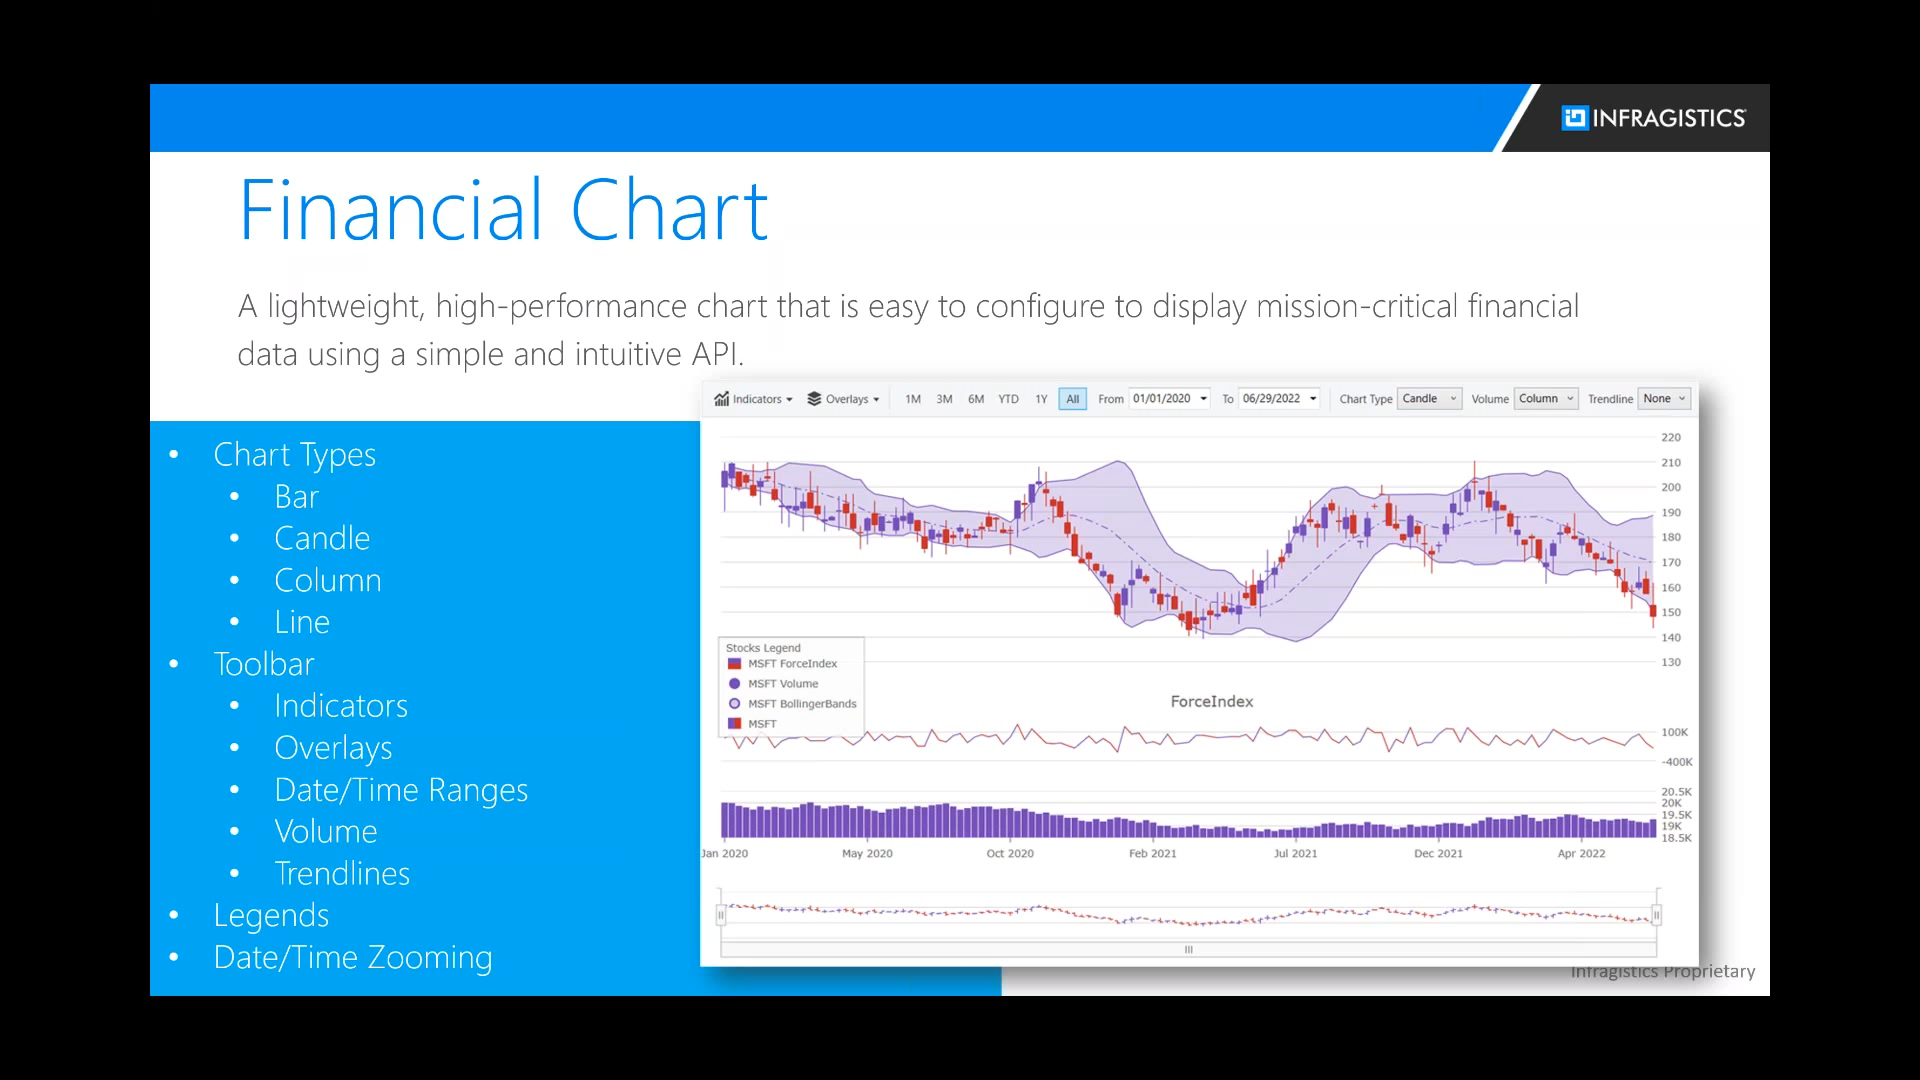 INFRAGISTICS
Financial Chart
A lightweight, high-performance chart that is easy to configure to display mission-critical financial
data using a simple and intuitive API.
• Chart Types
• Bar
• Candle
• Column
• Line
• Toolbar
• Indicators
• Overlays
• Date/Time Ranges
• Volume
• Trendlines
• Legends
• Date/Time Zooming
Indicators Overlays 1M 3M 6M YTD 1Y All From 01/01/2020 To 06/29/2022 Chart Type Candle Volume Column Trendline None
220
210
200
190
180
170
160
150
140
130
Stocks Legend
MSFT ForceIndex
MSFT Volume
MSFT BollingerBands
MSFT
ForceIndex
100K
-400K
20.5K
20K
19.5K
19K
18.5K
Jan 2020 May 2020 Oct 2020 Feb 2021 Jul 2021 Dec 2021 Apr 2022
Infragistics Proprietary